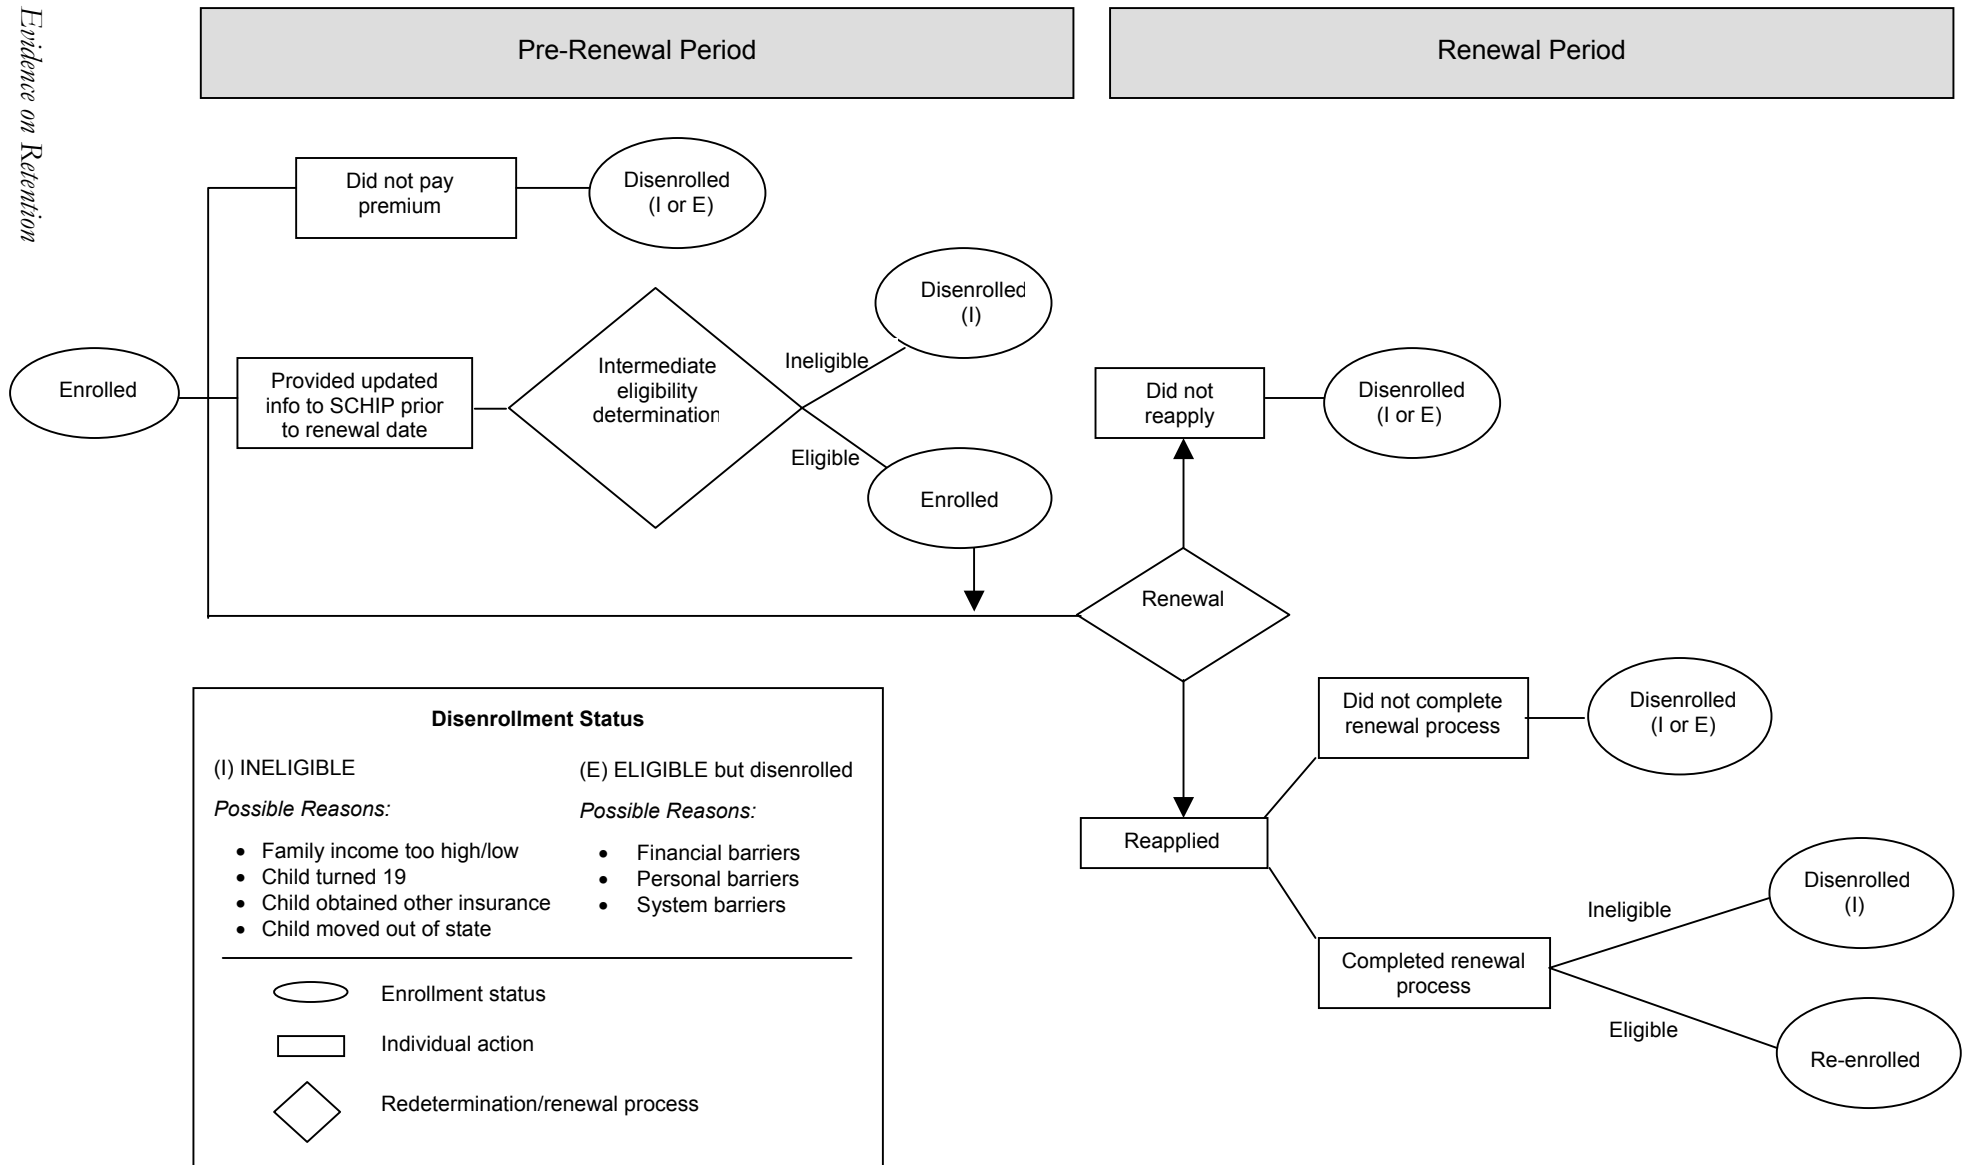 Evidence on Retention
Pre-Renewal Period
Renewal Period
Did not pay
premium
Disenrolled
(I or E)
Disenrolled
(I)
Enrolled
Provided updated
info to SCHIP prior
to renewal date
Intermediate
eligibility
determination
Ineligible
Eligible
Enrolled
Did not
reapply
Disenrolled
(I or E)
Renewal
Reapplied
Did not complete
renewal process
Disenrolled
(I or E)
Completed renewal
process
Ineligible
Eligible
Disenrolled
(I)
Re-enrolled
Disenrollment Status
(I) INELIGIBLE
Possible Reasons:
• Family income too high/low
• Child turned 19
• Child obtained other insurance
• Child moved out of state
(E) ELIGIBLE but disenrolled
Possible Reasons:
• Financial barriers
• Personal barriers
• System barriers
Enrollment status
Individual action
Redetermination/renewal process